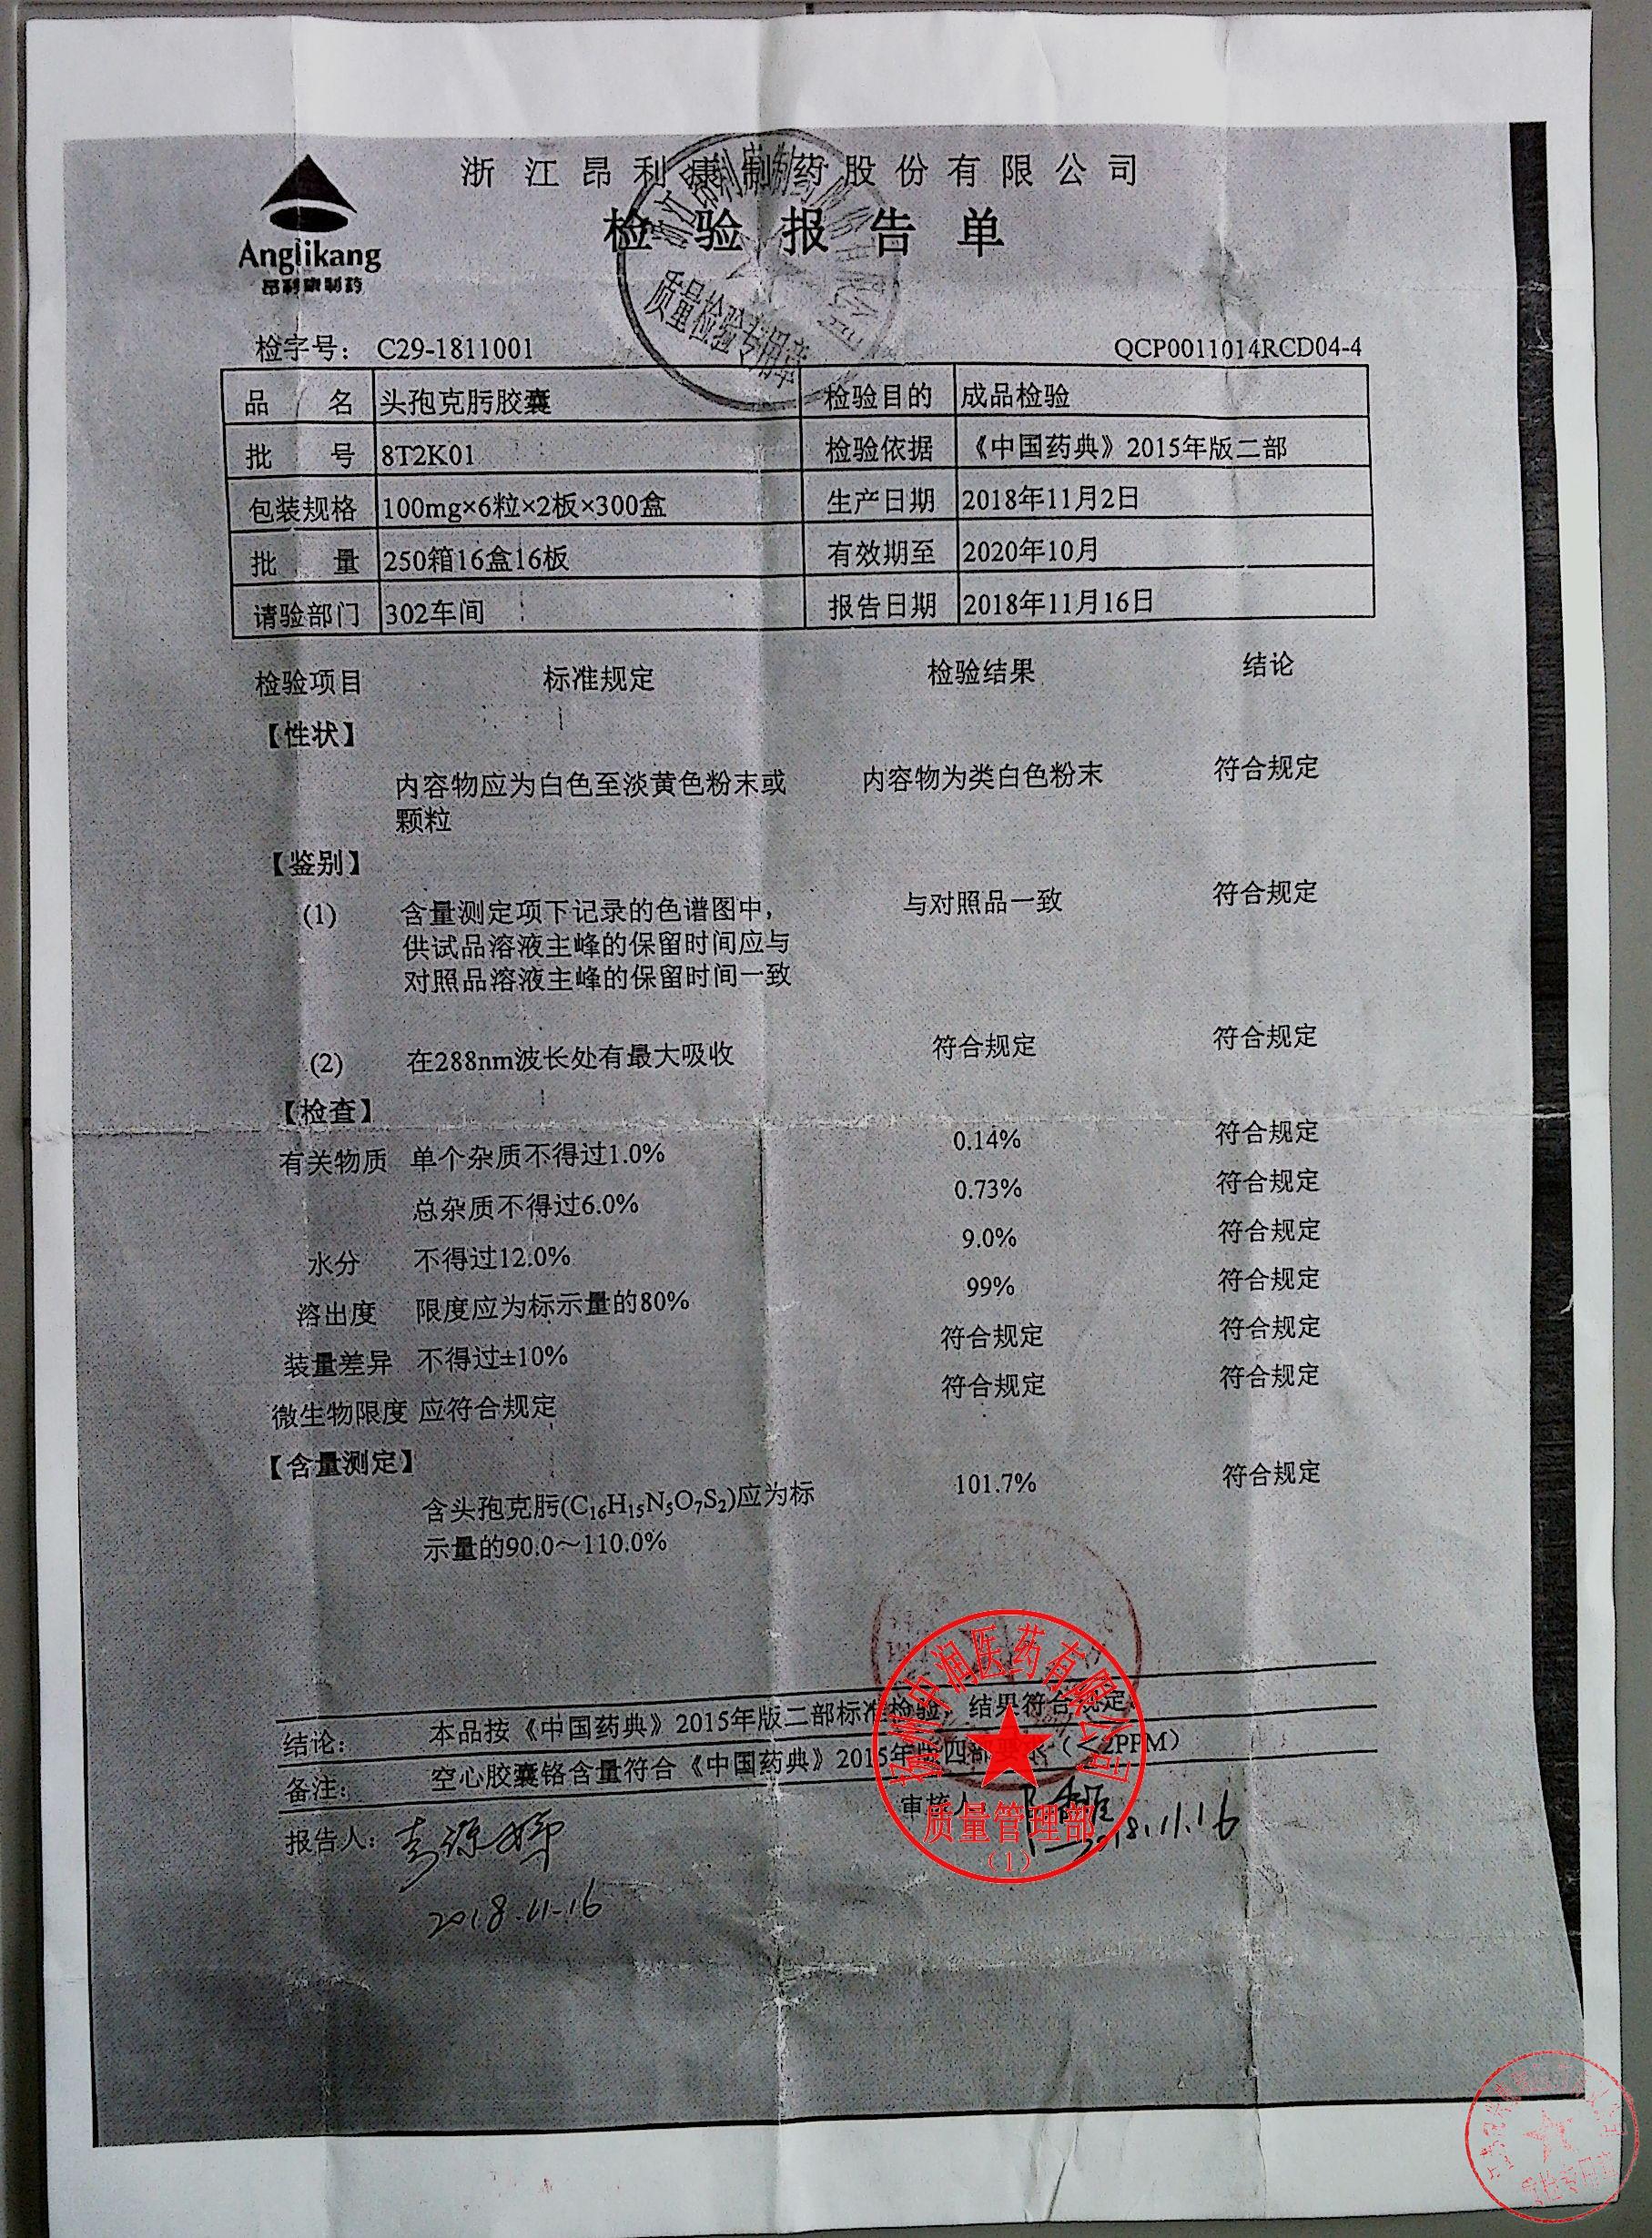 浙江昂利康制药股份有限公司
检验报告单
Anglikang
昂利康制药
质量检验专用章
检字号： C29-1811001 QCP0011014RCD04-4
品名 头孢克肟胶囊 检验目的 成品检验
批号 8T2K01 检验依据 《中国药典》2015年版二部
包装规格 100mg×6粒×2板×300盒 生产日期 2018年11月2日
批量 250箱16盒16板 有效期至 2020年10月
请验部门 302车间 报告日期 2018年11月16日
检验项目 标准规定 检验结果 结论
【性状】
内容物应为白色至淡黄色粉末或 内容物为类白色粉末 符合规定
颗粒
【鉴别】
(1) 含量测定项下记录的色谱图中， 与对照品一致 符合规定
供试品溶液主峰的保留时间应与
对照品溶液主峰的保留时间一致
(2) 在288nm波长处有最大吸收 符合规定 符合规定
【检查】
有关物质 单个杂质不得过1.0% 0.14% 符合规定
总杂质不得过6.0% 0.73% 符合规定
水分 不得过12.0% 9.0% 符合规定
溶出度 限度应为标示量的80% 99% 符合规定
装量差异 不得过±10% 符合规定 符合规定
微生物限度 应符合规定 符合规定 符合规定
【含量测定】
含头孢克肟(C16H15N5O7S2)应为标 101.7% 符合规定
示量的90.0～110.0%
结论： 本品按《中国药典》2015年版二部标准检验，结果符合规定
备注： 空心胶囊铬含量符合《中国药典》2015年版四部要求（<2PPM）
报告人： 审核人
2018.11.16 2018.11.16
中润医药有限公司
质量管理部
（1）